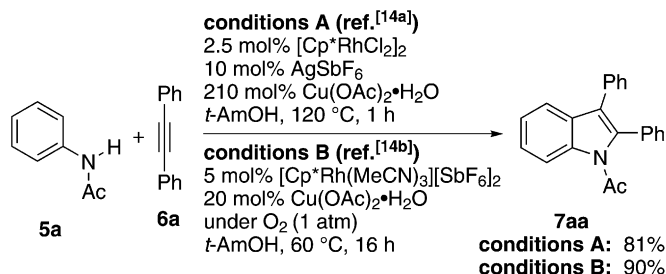 conditions A (ref.[14a])
2.5 mol% [Cp*RhCl2]2
10 mol% AgSbF6
210 mol% Cu(OAc)2•H2O
t-AmOH, 120 °C, 1 h
conditions B (ref.[14b])
5 mol% [Cp*Rh(MeCN)3][SbF6]2
20 mol% Cu(OAc)2•H2O
under O2 (1 atm)
t-AmOH, 60 °C, 16 h
N H
Ac
5a
+
Ph
Ph
6a
Ph
Ph
N
Ac
7aa
conditions A: 81%
conditions B: 90%